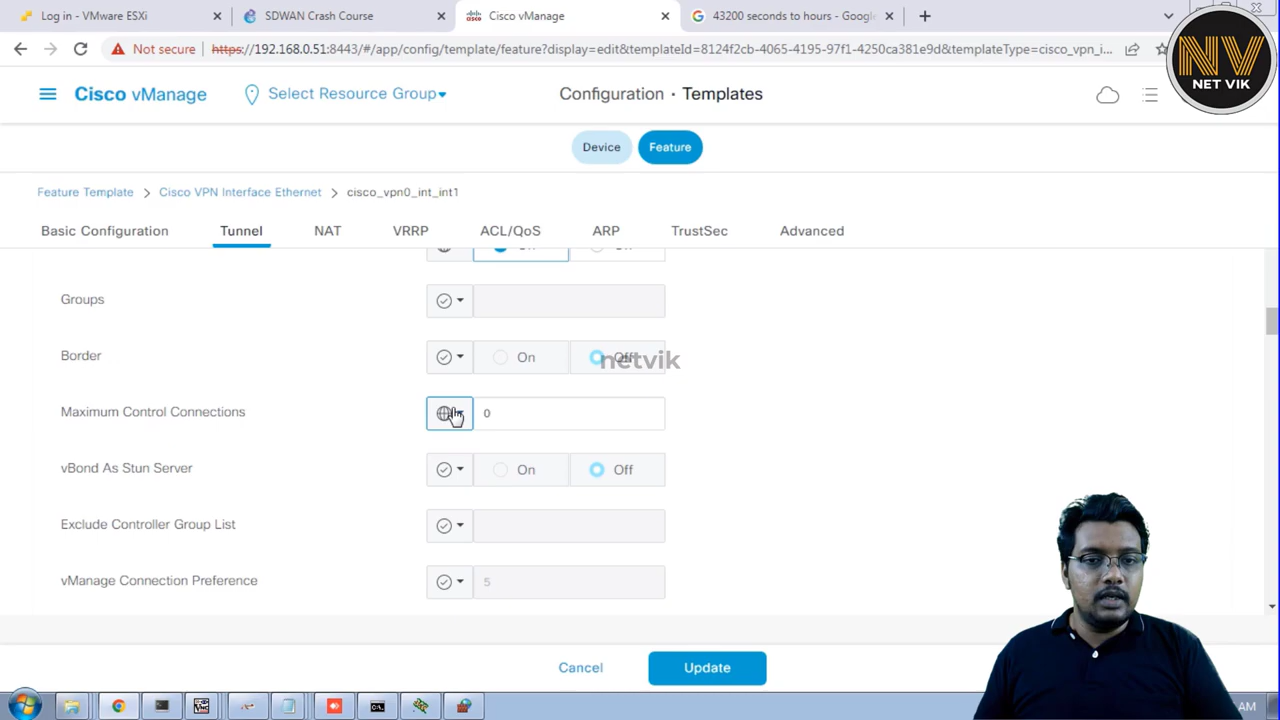 Log in - VMware ESXi
SDWAN Crash Course
Cisco vManage
43200 seconds to hours - Google
Not secure https://192.168.0.51:8443/#/app/config/template/feature?display=edit&templateId=8124f2cb-4065-4195-97f1-4250ca381e9d&templateType=cisco_vpn_i...
NV
NET VIK
Cisco vManage
Select Resource Group
Configuration · Templates
Device
Feature
Feature Template > Cisco VPN Interface Ethernet > cisco_vpn0_int_int1
Basic Configuration
Tunnel
NAT
VRRP
ACL/QoS
ARP
TrustSec
Advanced
Groups
Border On Off
netvik
Maximum Control Connections 0
vBond As Stun Server On Off
Exclude Controller Group List
vManage Connection Preference 5
Cancel
Update
AM